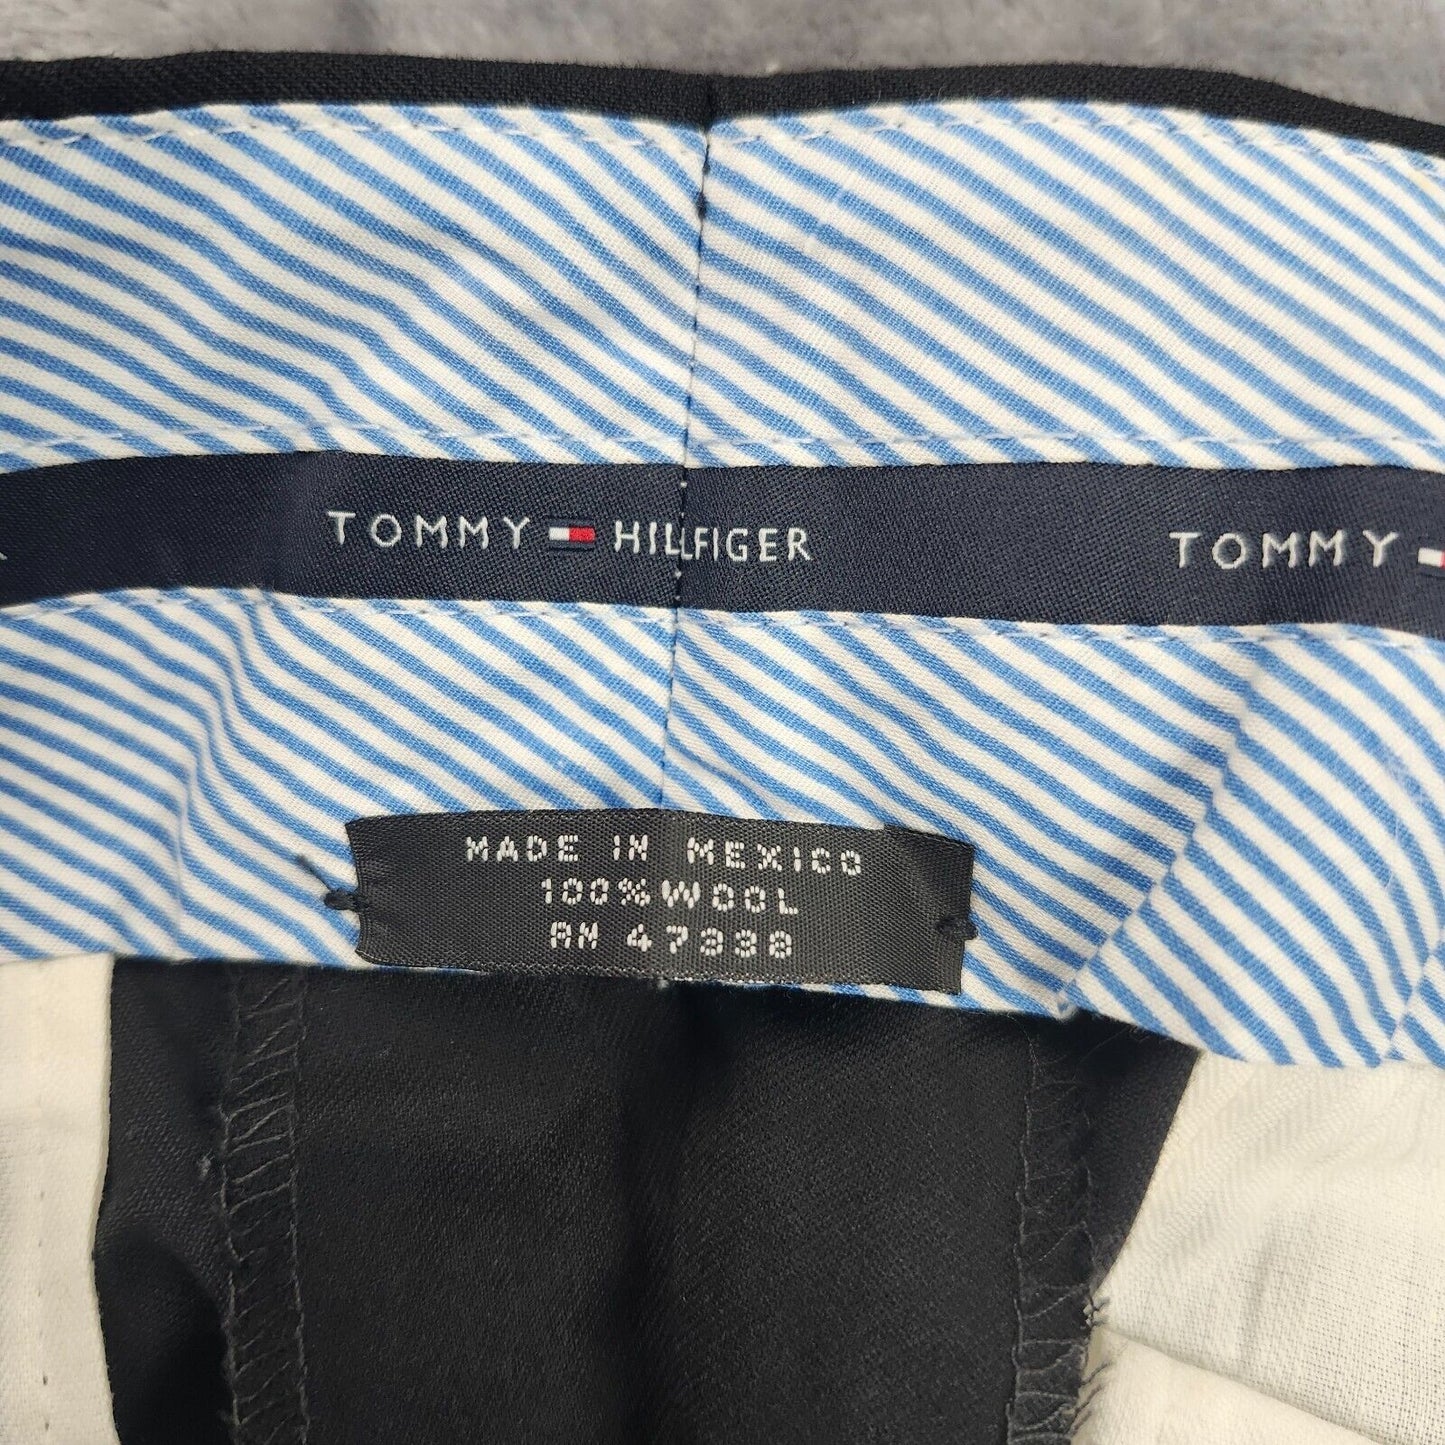 TOMMY HILFIGER TOMMY
MADE IN MEXICO
100% WOOL
RN 47338